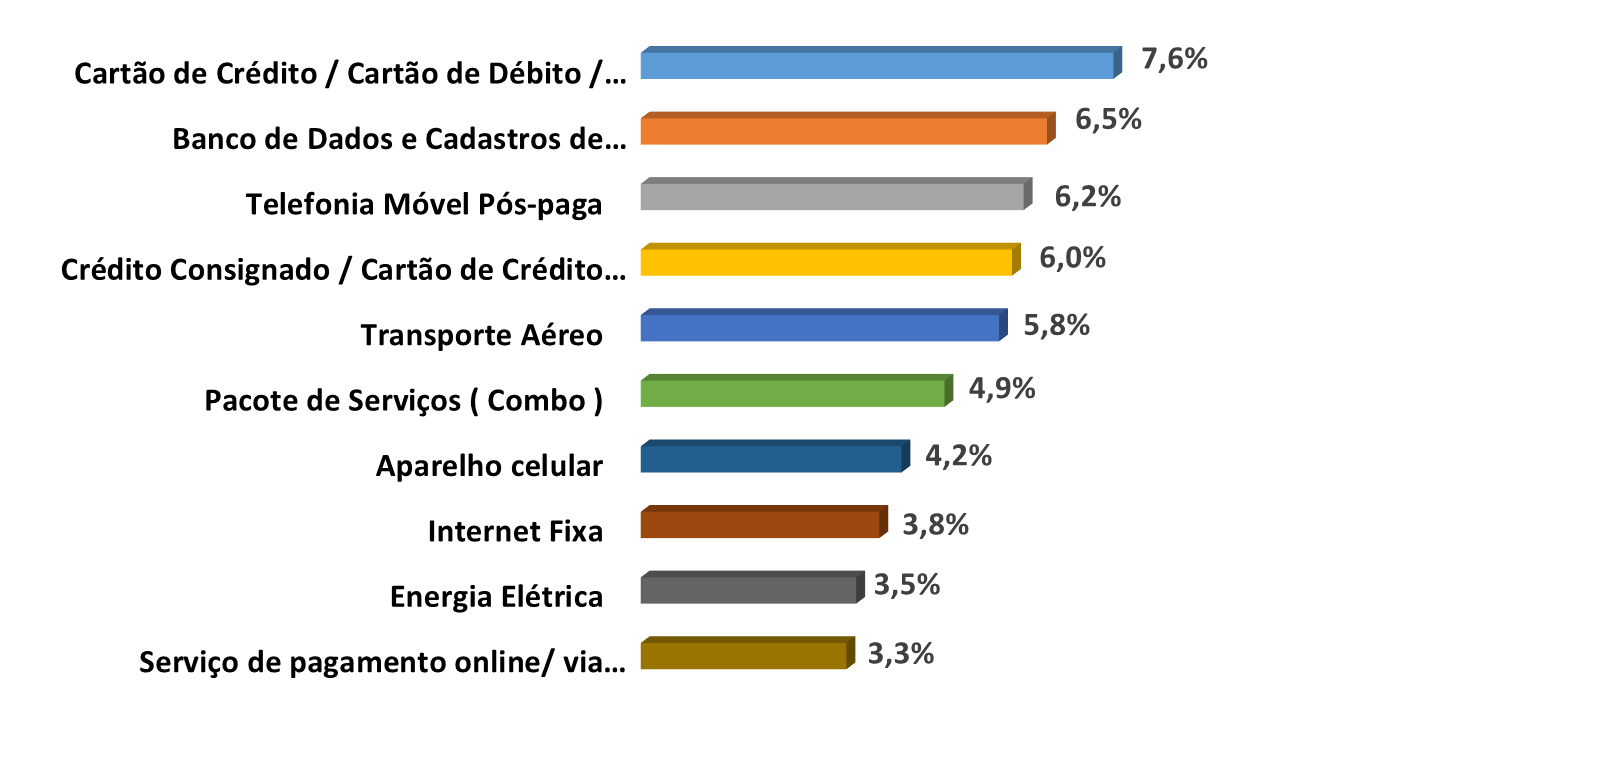 Cartão de Crédito / Cartão de Débito /... 7,6%
Banco de Dados e Cadastros de... 6,5%
Telefonia Móvel Pós-paga 6,2%
Crédito Consignado / Cartão de Crédito... 6,0%
Transporte Aéreo 5,8%
Pacote de Serviços ( Combo ) 4,9%
Aparelho celular 4,2%
Internet Fixa 3,8%
Energia Elétrica 3,5%
Serviço de pagamento online/ via... 3,3%